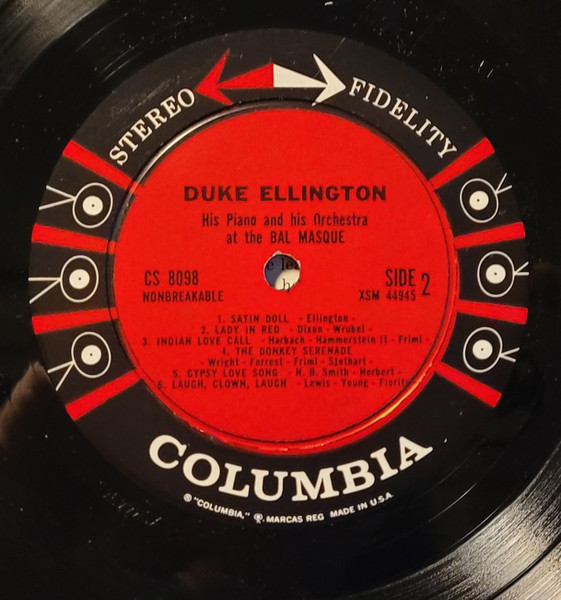 STEREO FIDELITY
DUKE ELLINGTON
His Piano and his Orchestra
at the BAL MASQUE
CS 8098
NONBREAKABLE
SIDE 2
XSM 44945
1. SATIN DOLL - Ellington -
2. LADY IN RED - Dixon - Wrubel -
3. INDIAN LOVE CALL - Harbach - Hammerstein II - Friml
4. THE DONKEY SERENADE
Wright - Forrest - Friml - Stothart -
5. GYPSY LOVE SONG - H. B. Smith - Herbert -
6. LAUGH, CLOWN, LAUGH - Lewis - Young - Fiorito
COLUMBIA
® "COLUMBIA," MARCAS REG MADE IN U.S.A.